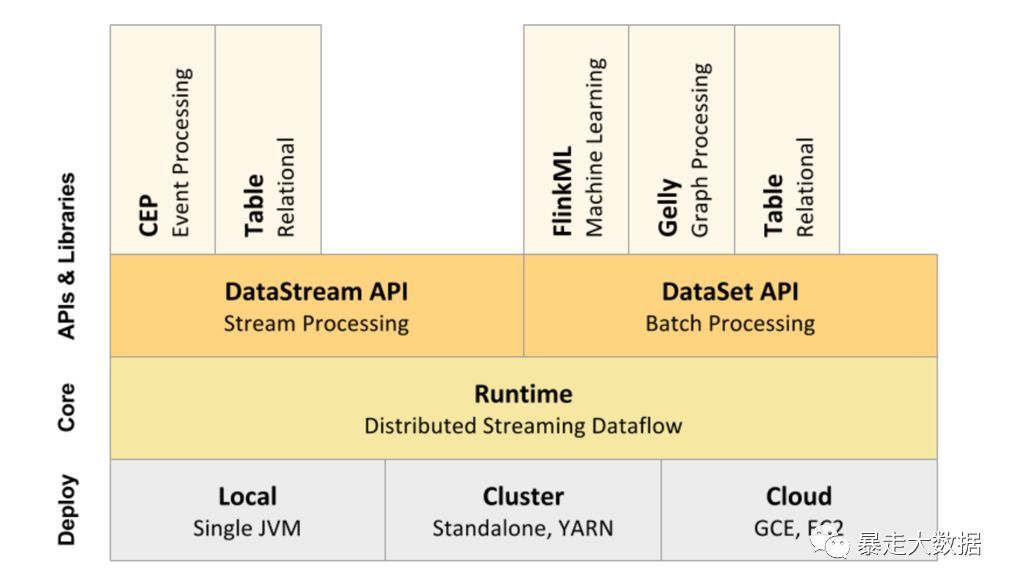 APIs & Libraries
CEP
Event Processing
Table
Relational
FlinkML
Machine Learning
Gelly
Graph Processing
Table
Relational
DataStream API
Stream Processing
DataSet API
Batch Processing
Core
Runtime
Distributed Streaming Dataflow
Deploy
Local
Single JVM
Cluster
Standalone, YARN
Cloud
GCE, EC2
暴走大数据